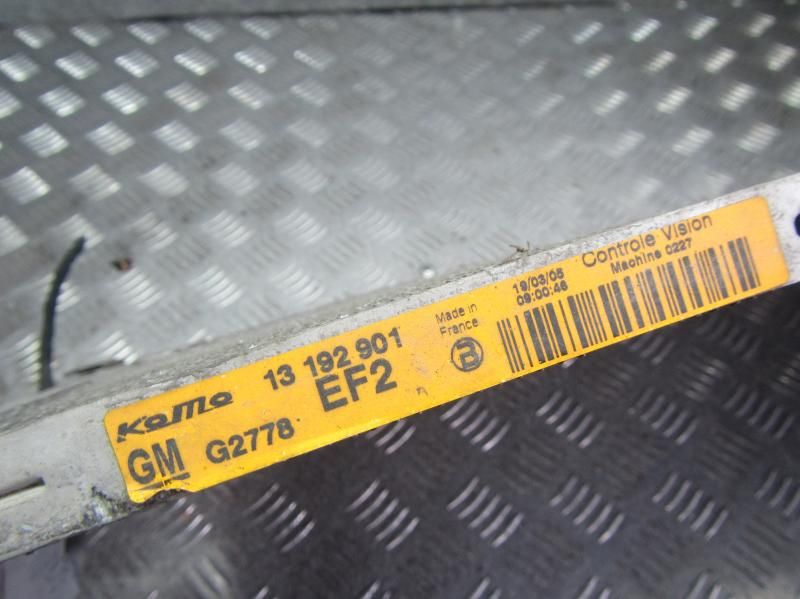 KoMo
13 192 901
GM
G2778
EF2
Made in
France
B
19/03/05
09:00:46
Controle Vision
Machine 0227